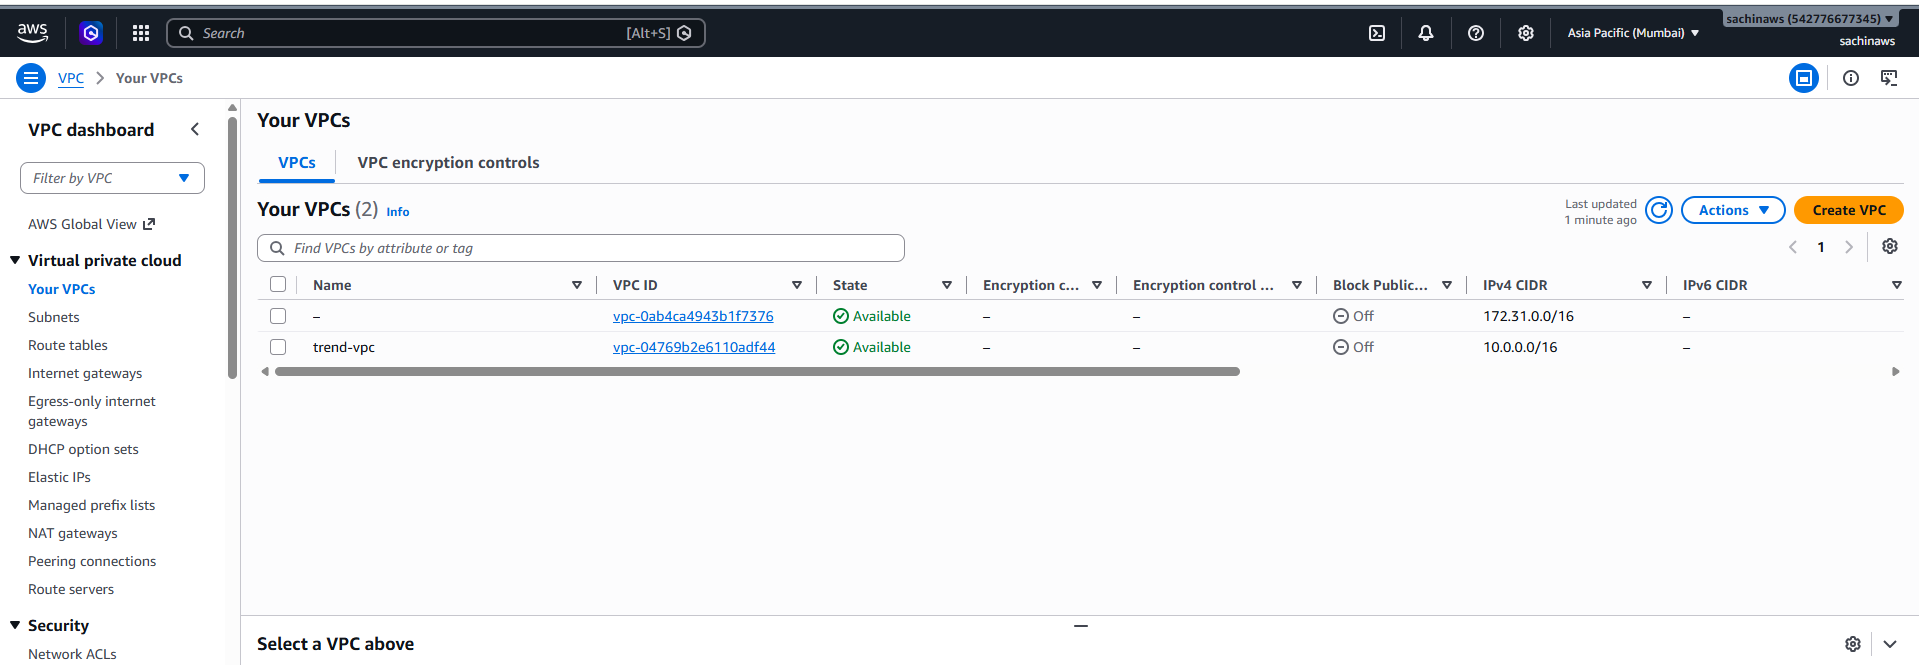 aws
Search
[Alt+S]
Asia Pacific (Mumbai)
sachinaws (542776677345)
sachinaws
VPC
Your VPCs
VPC dashboard
Filter by VPC
AWS Global View
Virtual private cloud
Your VPCs
Subnets
Route tables
Internet gateways
Egress-only internet
gateways
DHCP option sets
Elastic IPs
Managed prefix lists
NAT gateways
Peering connections
Route servers
Security
Network ACLs
Your VPCs
VPCs
VPC encryption controls
Your VPCs (2) Info
Last updated
1 minute ago
Actions
Create VPC
Find VPCs by attribute or tag
1
Name VPC ID State Encryption c... Encryption control ... Block Public... IPv4 CIDR IPv6 CIDR
– vpc-0ab4ca4943b1f7376 Available – – Off 172.31.0.0/16 –
trend-vpc vpc-04769b2e6110adf44 Available – – Off 10.0.0.0/16 –
Select a VPC above